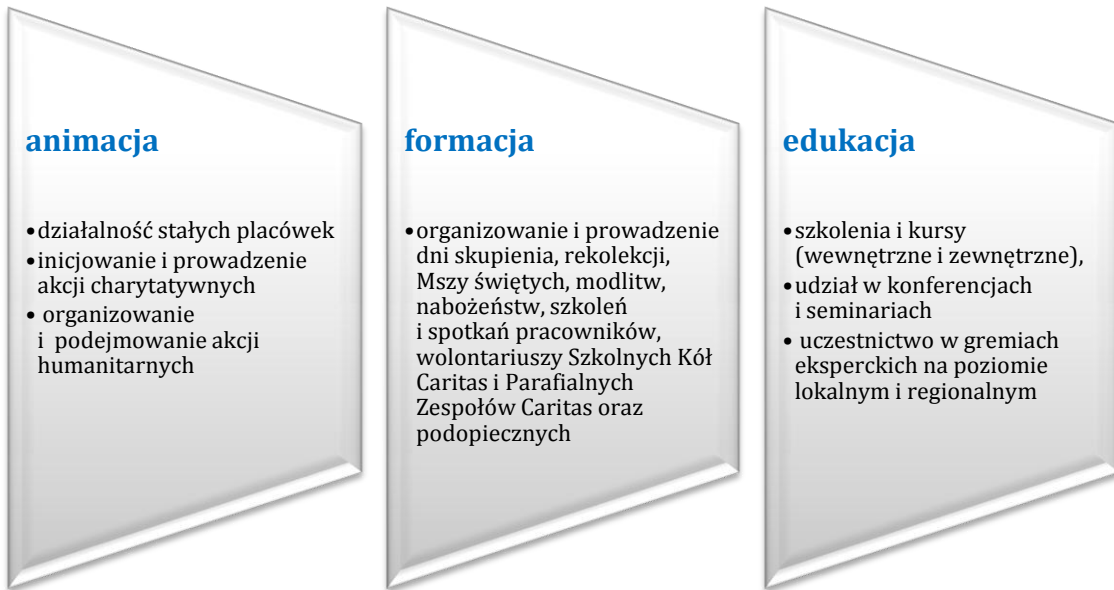 animacja
•działalność stałych placówek
•inicjowanie i prowadzenie
akcji charytatywnych
• organizowanie
i podejmowanie akcji
humanitarnych
formacja
•organizowanie i prowadzenie
dni skupienia, rekolekcji,
Mszy świętych, modlitw,
nabożeństw, szkoleń
i spotkań pracowników,
wolontariuszy Szkolnych Kół
Caritas i Parafialnych
Zespołów Caritas oraz
podopiecznych
edukacja
•szkolenia i kursy
(wewnętrzne i zewnętrzne),
•udział w konferencjach
i seminariach
• uczestnictwo w gremiach
eksperckich na poziomie
lokalnym i regionalnym